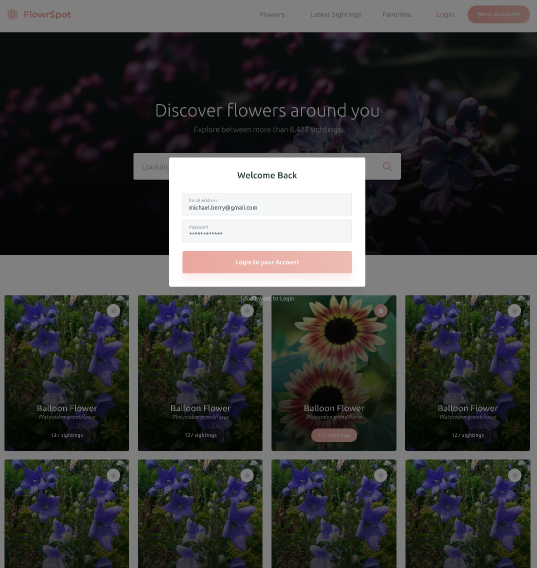 FlowrSpot
Flowers Latest Sightings Favorites Login New Account
Discover flowers around you
Explore between more than 8.427 sightings
Looking
Welcome Back
Email Address
michael.berry@gmail.com
Password
************
Login to your Account
I don't want to Login
Balloon Flower
Platycodon grandiflorus
127 sightings
Balloon Flower
Platycodon grandiflorus
127 sightings
Balloon Flower
Platycodon grandiflorus
127 sightings
Balloon Flower
Platycodon grandiflorus
127 sightings